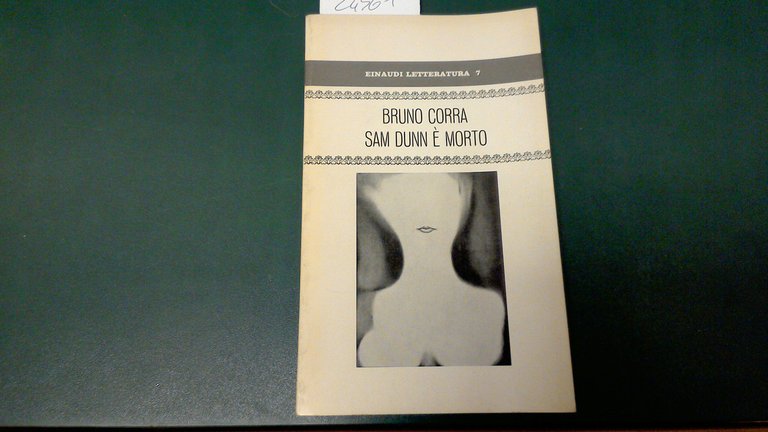 EINAUDI LETTERATURA 7
BRUNO CORRA
SAM DUNN È MORTO